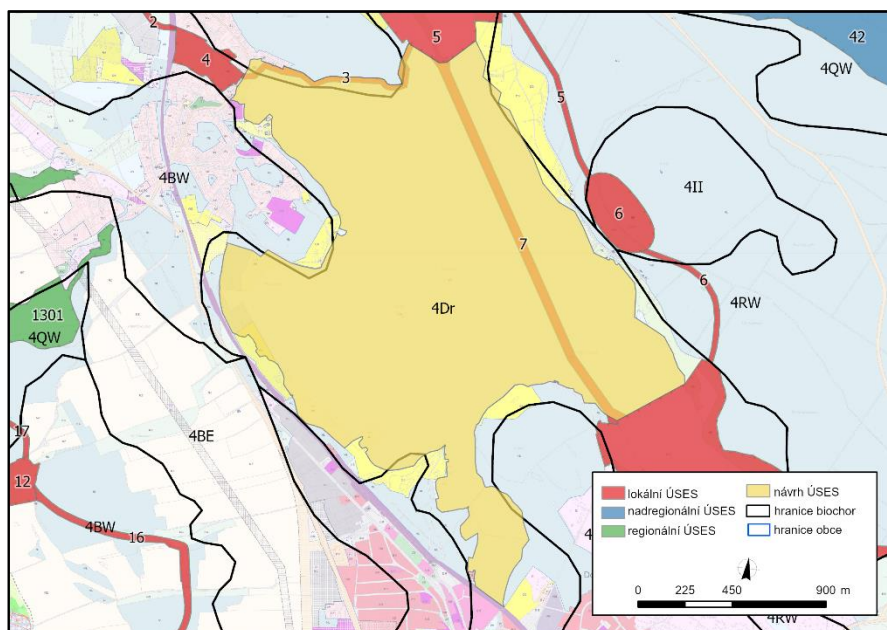 2
5
42
4
3
4QW
5
4BW
4II
6
7
6
4RW
4Dr
1301
4QW
4BE
17
12
4BW
16
lokální ÚSES
návrh ÚSES
nadregionální ÚSES
hranice biochor
regionální ÚSES
hranice obce
0 225 450 900 m
4RW